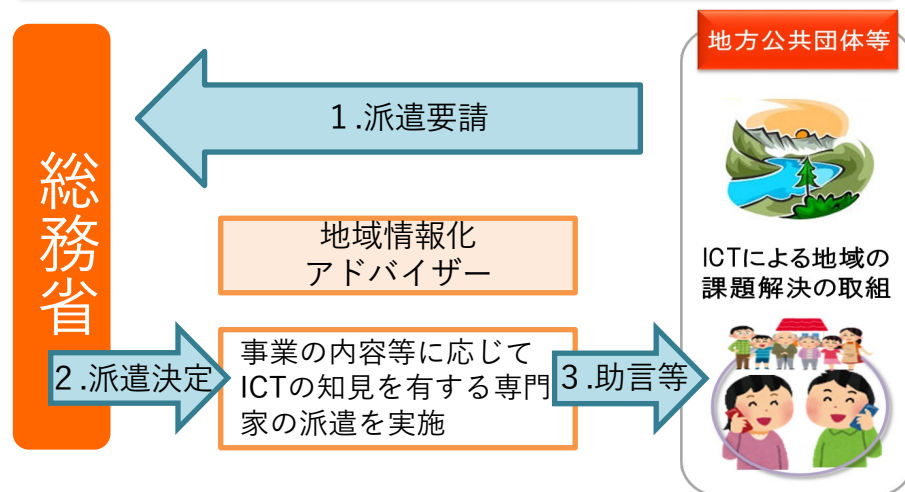 地方公共団体等
1.派遣要請
総務省
地域情報化
アドバイザー
ICTによる地域の
課題解決の取組
2.派遣決定
事業の内容等に応じて
ICTの知見を有する専門
家の派遣を実施
3.助言等